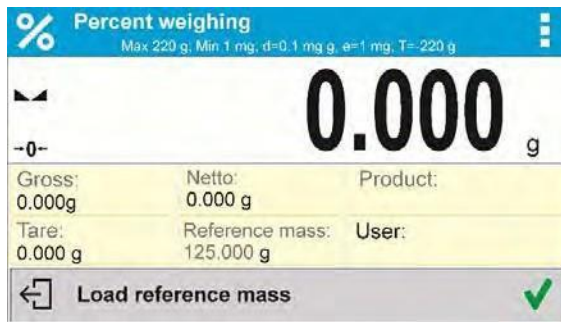 % Percent weighing
Max 220 g; Min 1 mg, d=0.1 mg g, e=1 mg; T=-220 g
0.000 g
→0←
Gross: Netto: Product:
0.000g 0.000 g
Tare: Reference mass: User:
0.000 g 125.000 g
Load reference mass